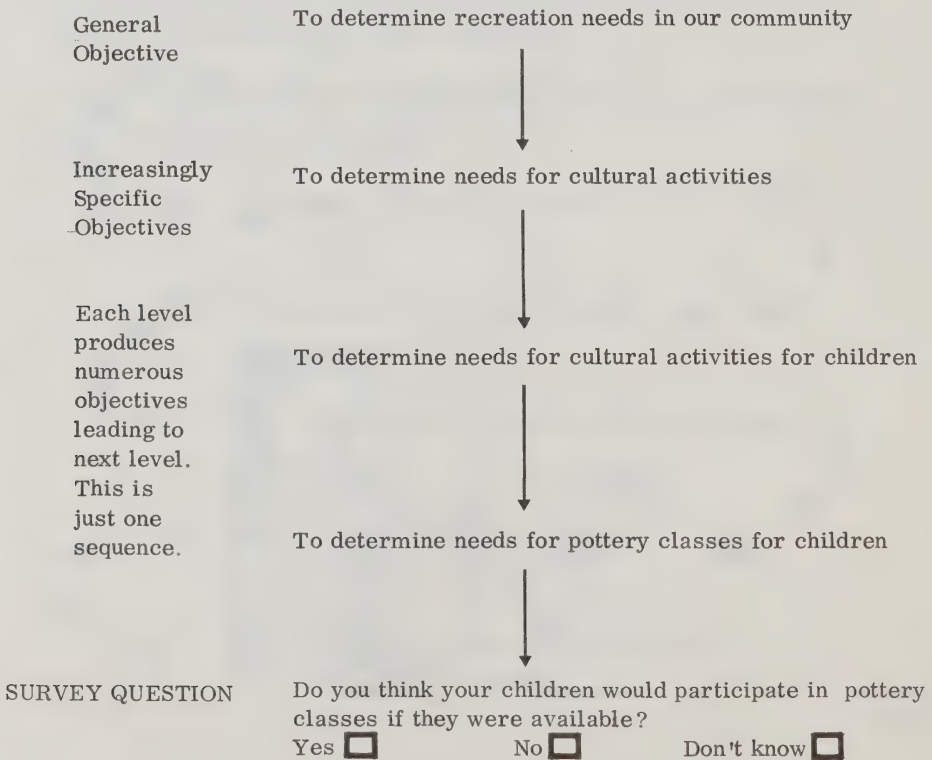 General
Objective
To determine recreation needs in our community
Increasingly
Specific
Objectives
To determine needs for cultural activities
Each level
produces
numerous
objectives
leading to
next level.
This is
just one
sequence.
To determine needs for cultural activities for children
To determine needs for pottery classes for children
SURVEY QUESTION
Do you think your children would participate in pottery
classes if they were available?
Yes No Don't know